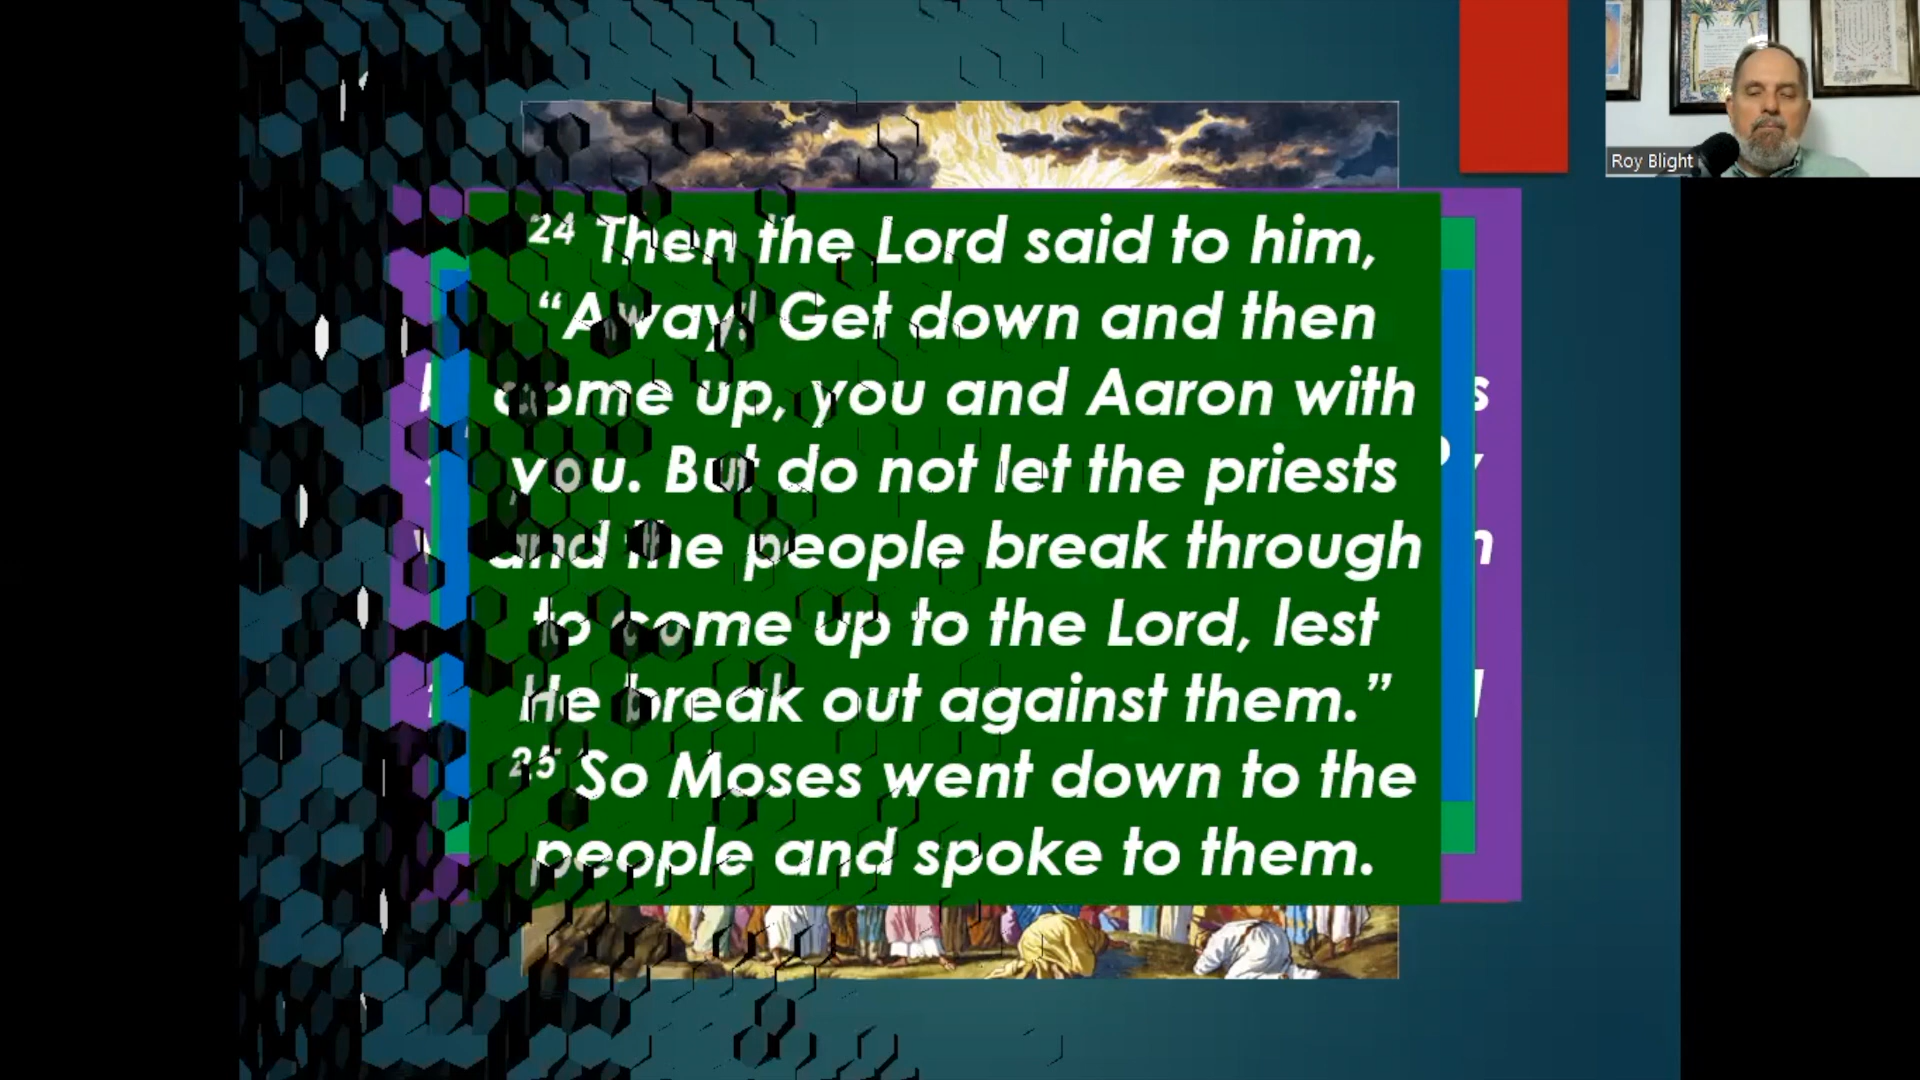 24 Then the Lord said to him,
“Away! Get down and then
come up, you and Aaron with
you. But do not let the priests
and the people break through
to come up to the Lord, lest
He break out against them.”
25 So Moses went down to the
people and spoke to them.
Roy Blight